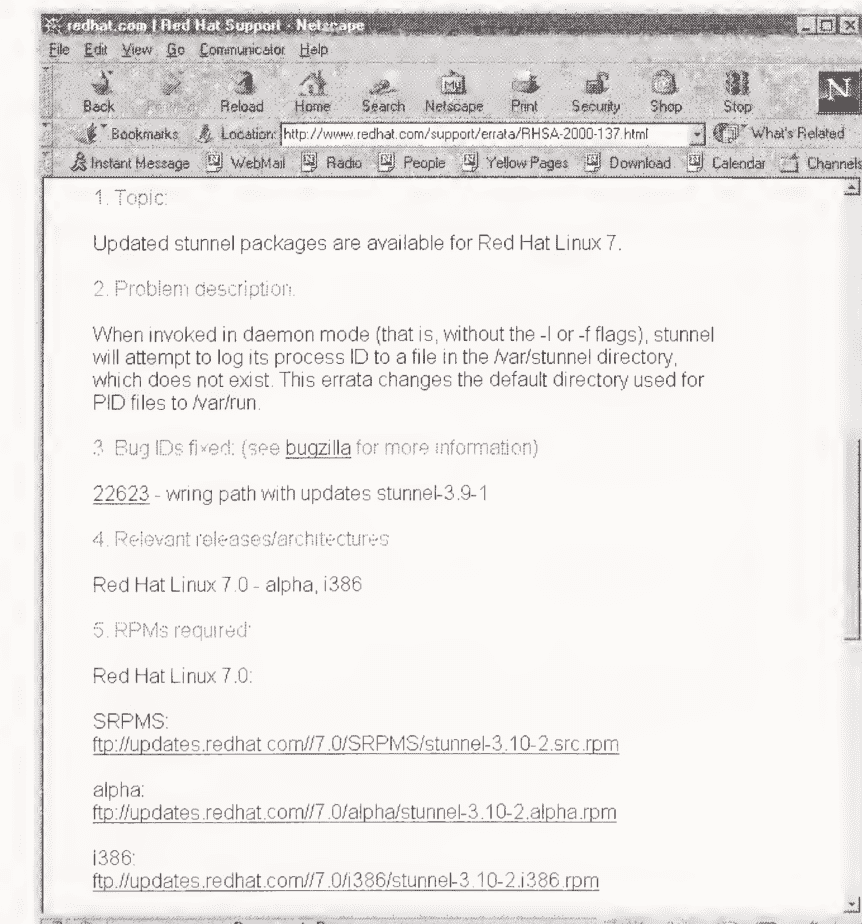 redhat.com | Red Hat Support - Netscape
File Edit View Go Communicator Help
Back Reload Home Search Netscape Print Security Shop Stop
Bookmarks Location: http://www.redhat.com/support/errata/RHSA-2000-137.html What's Related
Instant Message WebMail Radio People Yellow Pages Download Calendar Channels
1. Topic:
Updated stunnel packages are available for Red Hat Linux 7.
2. Problem description:
When invoked in daemon mode (that is, without the -l or -f flags), stunnel
will attempt to log its process ID to a file in the /var/stunnel directory,
which does not exist. This errata changes the default directory used for
PID files to /var/run.
3. Bug IDs fixed: (see bugzilla for more information)
22623 - wring path with updates stunnel-3.9-1
4. Relevant releases/architectures:
Red Hat Linux 7.0 - alpha, i386
5. RPMs required:
Red Hat Linux 7.0:
SRPMS:
ftp://updates.redhat.com//7.0/SRPMS/stunnel-3.10-2.src.rpm
alpha:
ftp://updates.redhat.com//7.0/alpha/stunnel-3.10-2.alpha.rpm
i386:
ftp://updates.redhat.com//7.0/i386/stunnel-3.10-2.i386.rpm